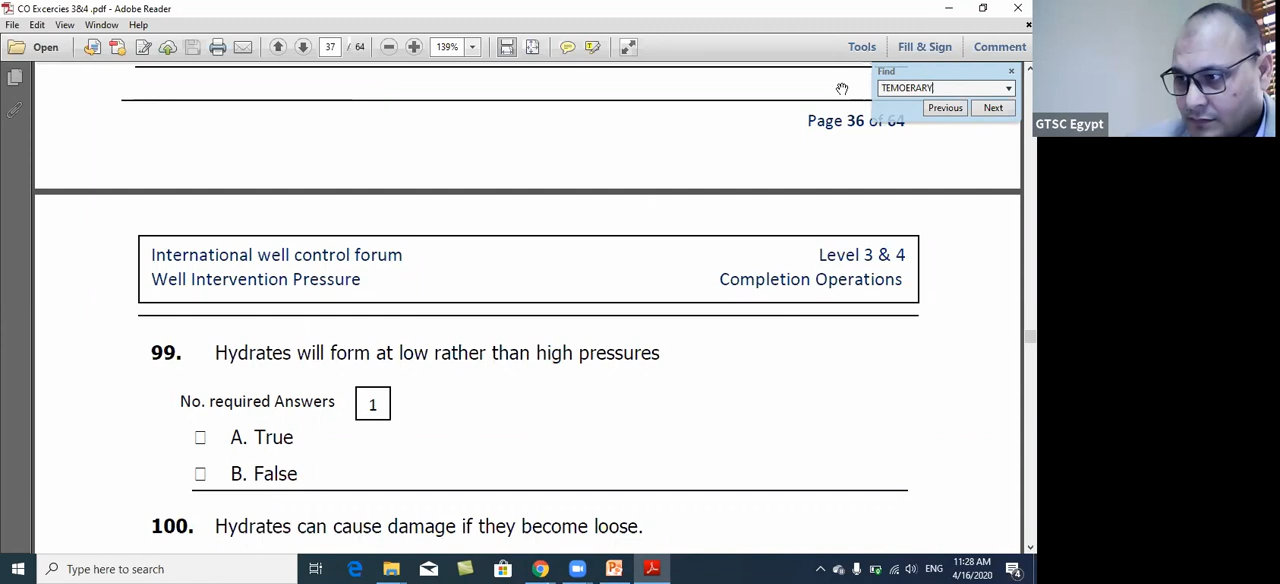 CO Excercies 3&4 .pdf - Adobe Reader
File Edit View Window Help
Open 37 / 64 139% Tools Fill & Sign Comment
Find
TEMOERARY
Previous Next
Page 36 of 64
GTSC Egypt
International well control forum Level 3 & 4
Well Intervention Pressure Completion Operations
99. Hydrates will form at low rather than high pressures
No. required Answers 1
A. True
B. False
100. Hydrates can cause damage if they become loose.
Type here to search
ENG
11:28 AM
4/16/2020
4